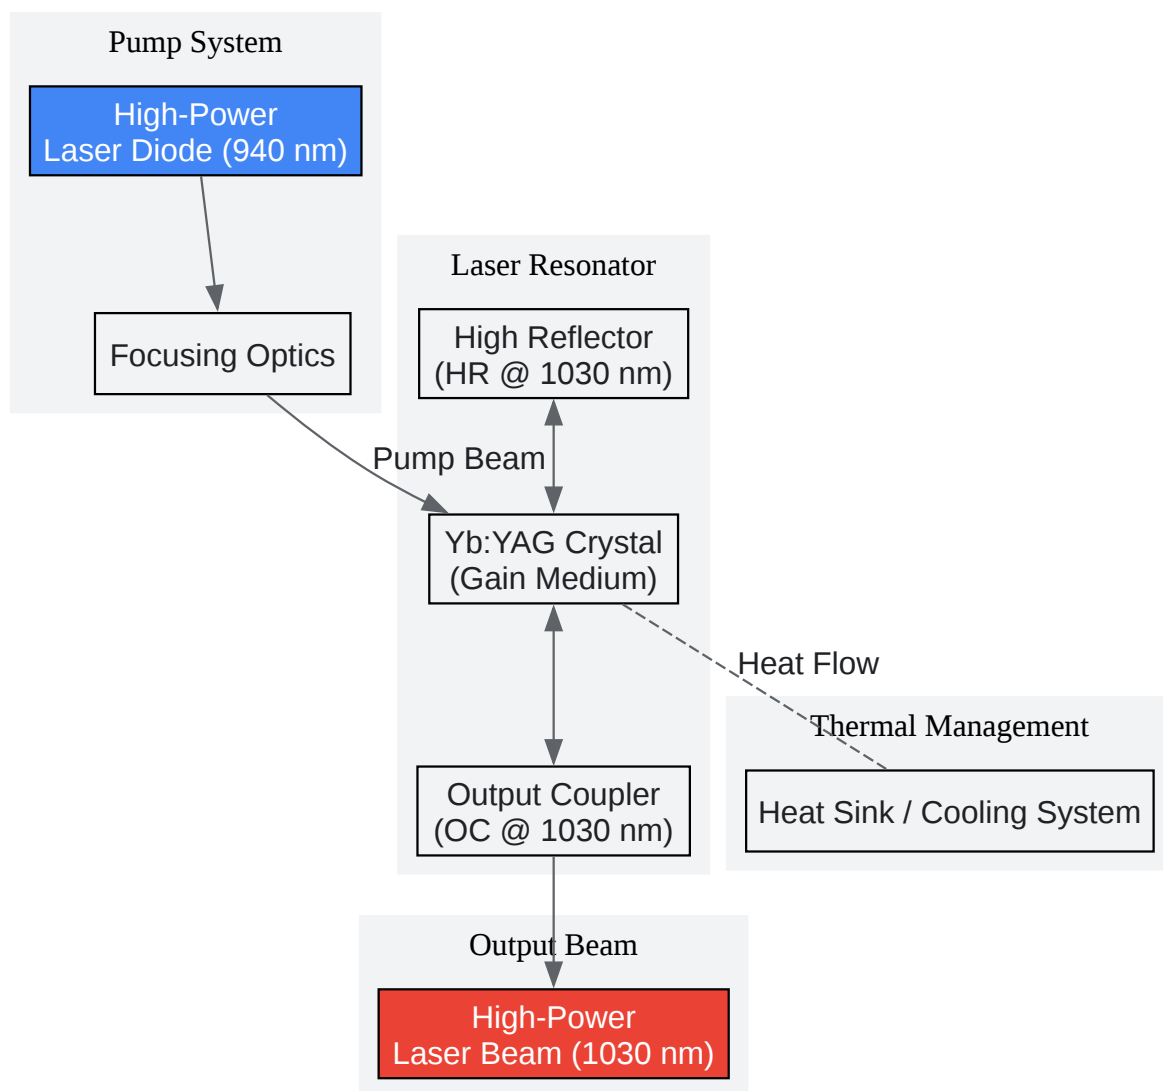 Pump System
High-Power
Laser Diode (940 nm)
Focusing Optics
Laser Resonator
High Reflector
(HR @ 1030 nm)
Pump Beam
Yb:YAG Crystal
(Gain Medium)
Heat Flow
Thermal Management
Heat Sink / Cooling System
Output Coupler
(OC @ 1030 nm)
Output Beam
High-Power
Laser Beam (1030 nm)